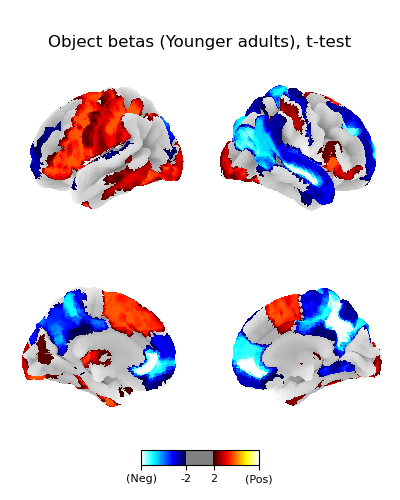 Object betas (Younger adults), t-test
-2 2
(Neg) (Pos)